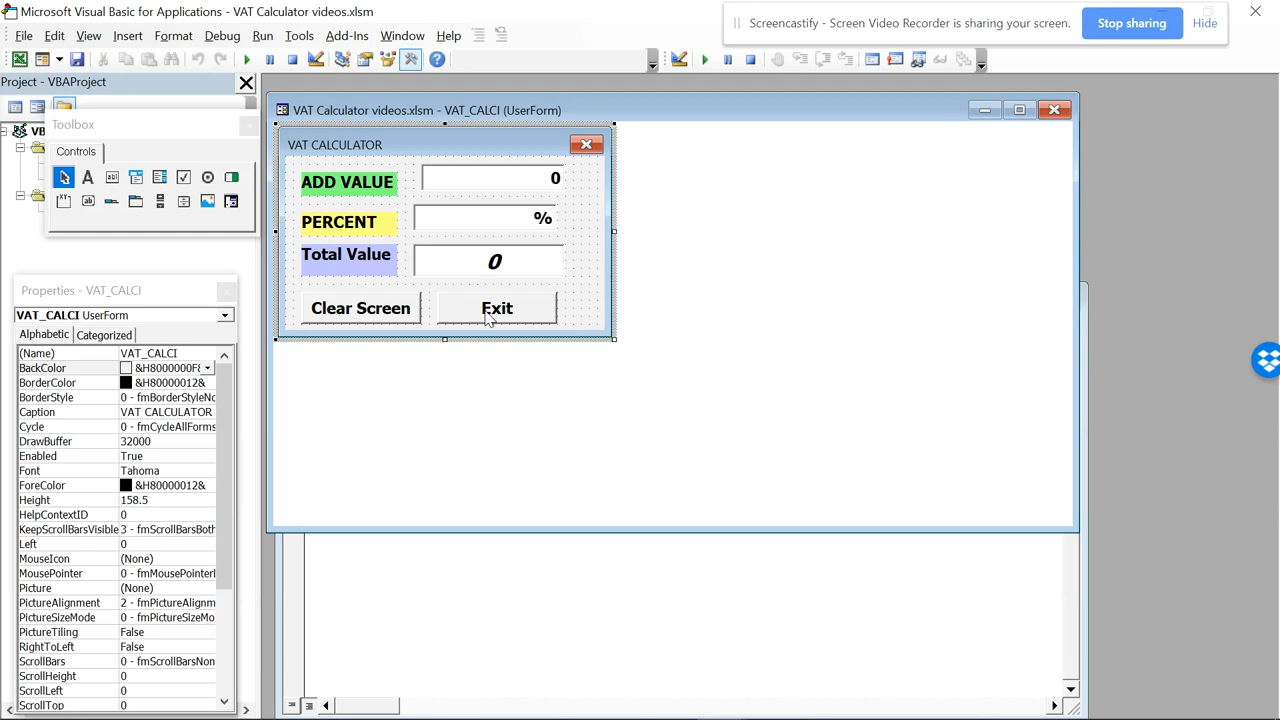 Microsoft Visual Basic for Applications - VAT Calculator videos.xlsm
Screencastify - Screen Video Recorder is sharing your screen. Stop sharing Hide
File Edit View Insert Format Debug Run Tools Add-Ins Window Help
Project - VBAProject
VB
Toolbox
Controls
VAT Calculator videos.xlsm - VAT_CALCI (UserForm)
VAT CALCULATOR
ADD VALUE 0
PERCENT %
Total Value 0
Clear Screen Exit
Properties - VAT_CALCI
VAT_CALCI UserForm
Alphabetic Categorized
(Name) VAT_CALCI
BackColor &H8000000F&
BorderColor &H80000012&
BorderStyle 0 - fmBorderStyleNo
Caption VAT CALCULATOR
Cycle 0 - fmCycleAllForms
DrawBuffer 32000
Enabled True
Font Tahoma
ForeColor &H80000012&
Height 158.5
HelpContextID 0
KeepScrollBarsVisible 3 - fmScrollBarsBoth
Left 0
MouseIcon (None)
MousePointer 0 - fmMousePointer
Picture (None)
PictureAlignment 2 - fmPictureAlignm
PictureSizeMode 0 - fmPictureSizeMo
PictureTiling False
RightToLeft False
ScrollBars 0 - fmScrollBarsNon
ScrollHeight 0
ScrollLeft 0
ScrollTop 0